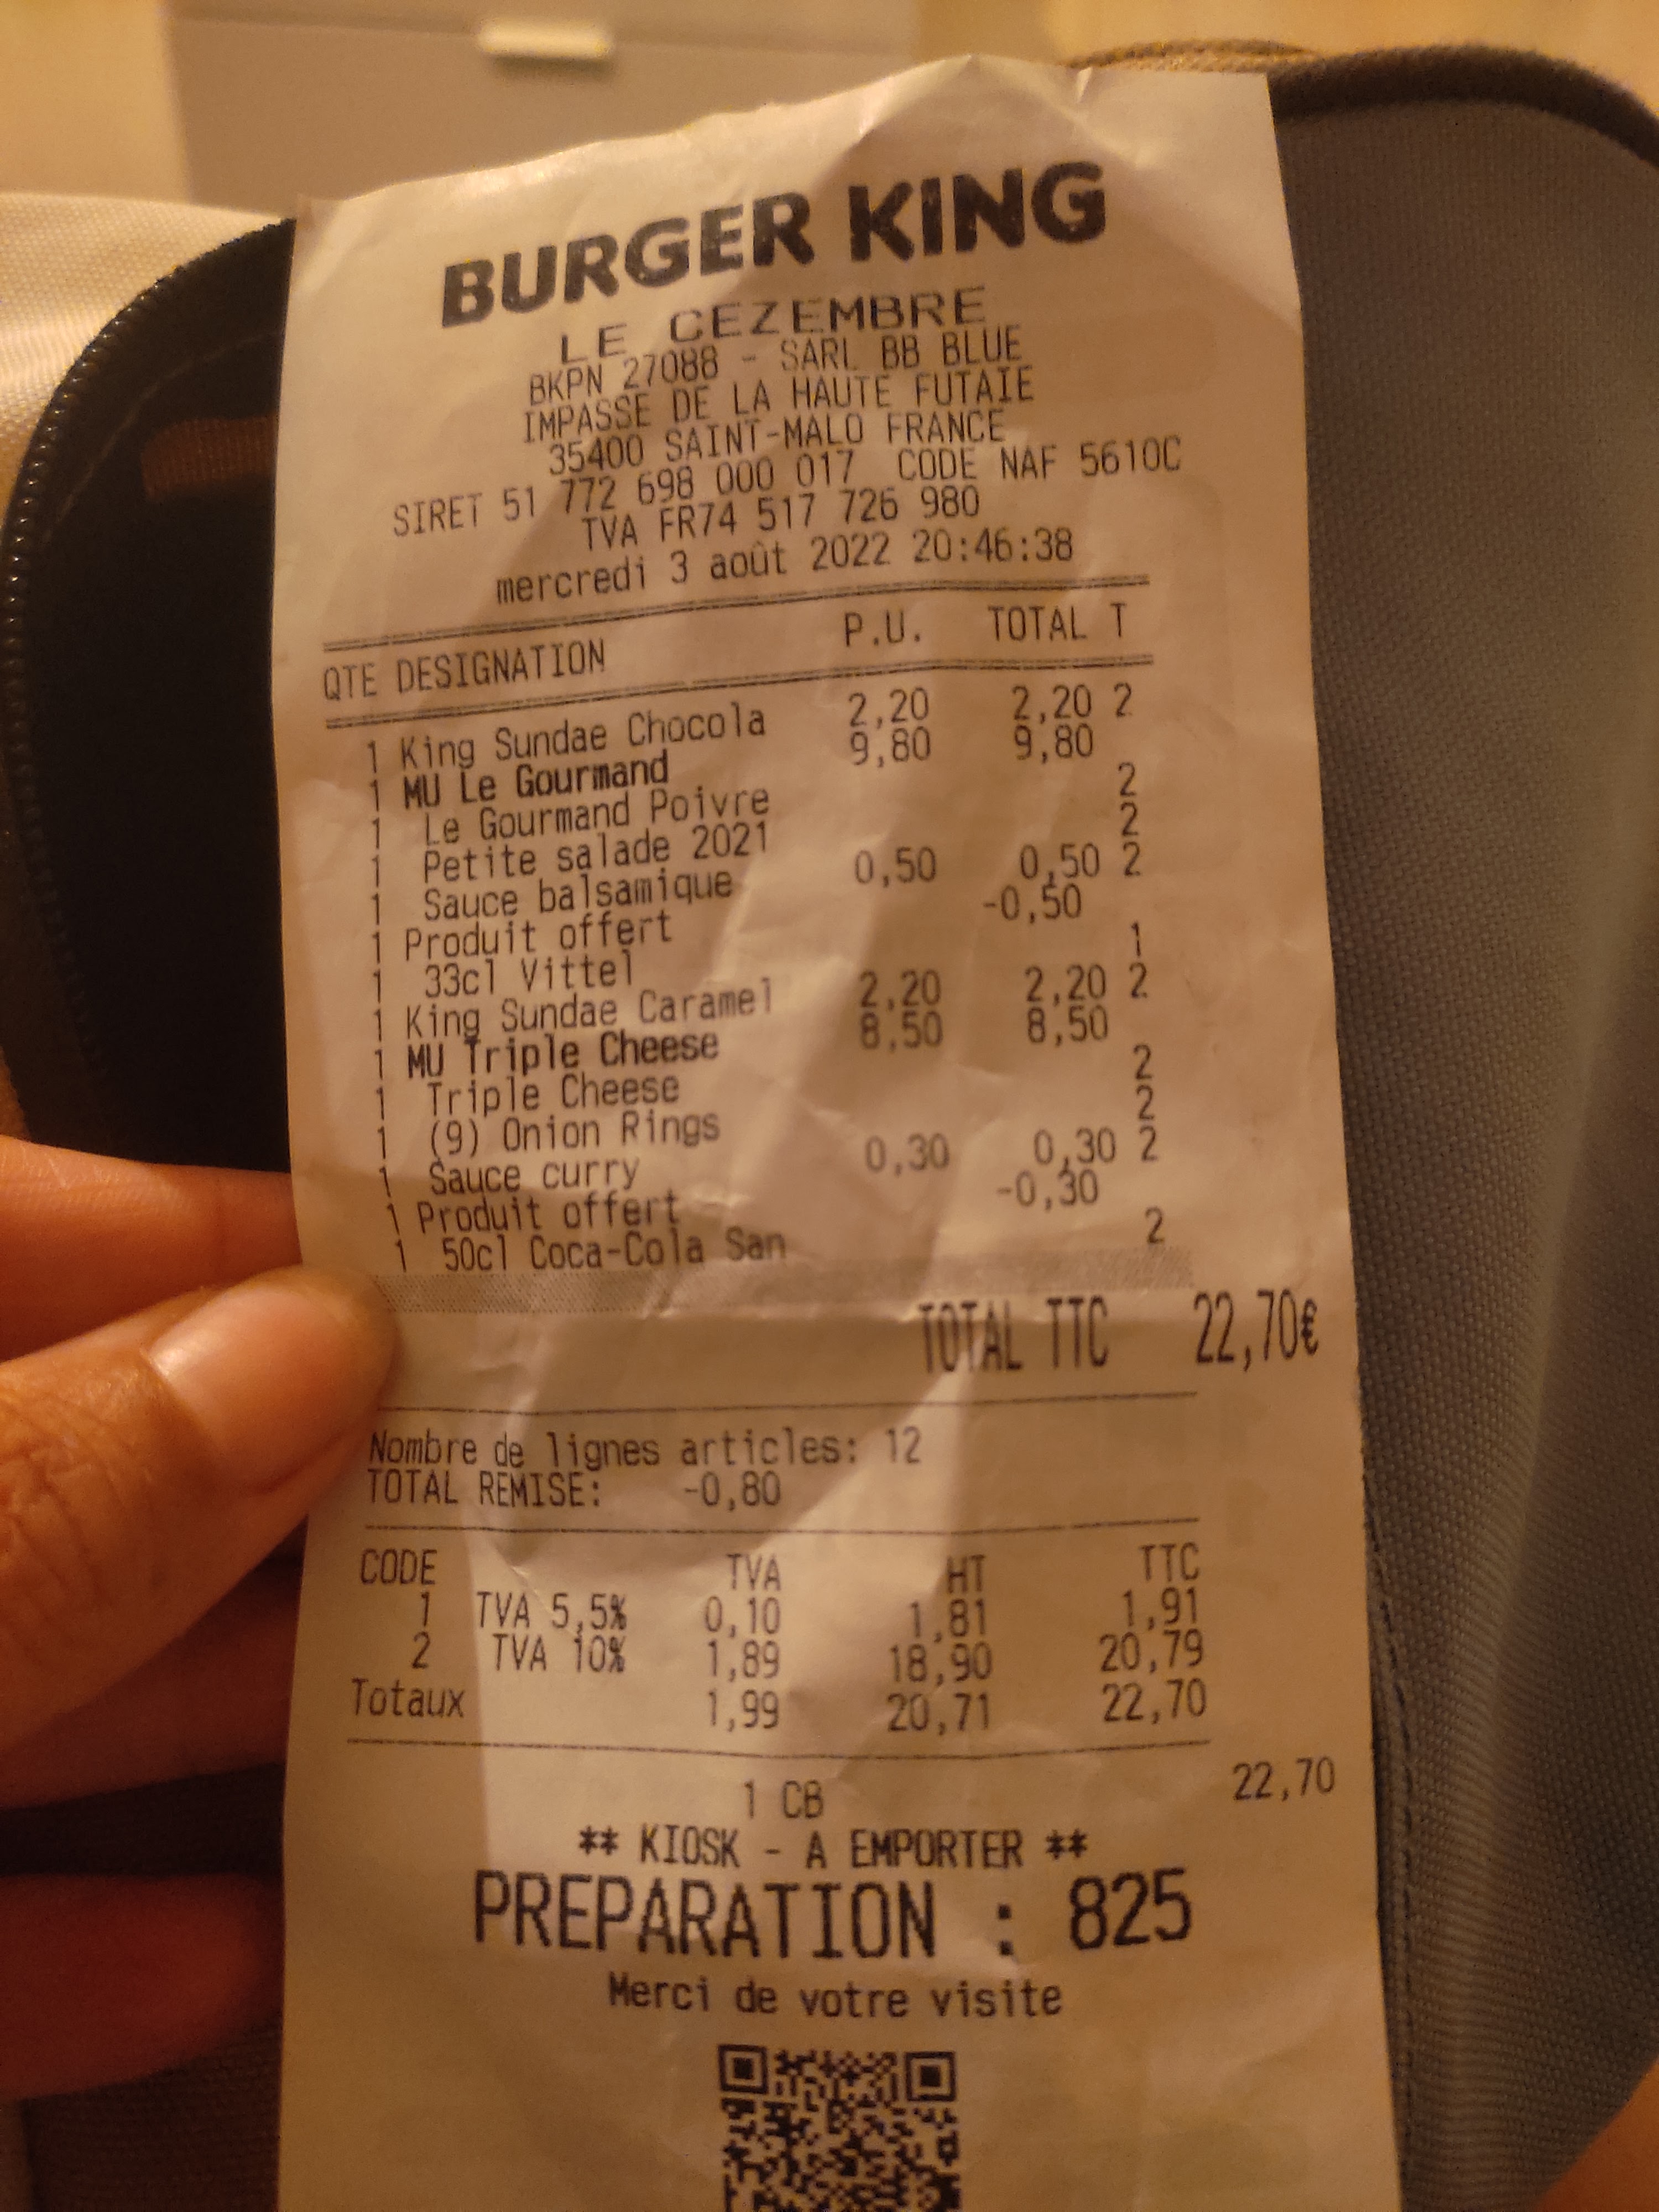 BURGER KING
LE CEZEMBRE
BKPN 27088 - SARL BB BLUE
IMPASSE DE LA HAUTE FUTAIE
35400 SAINT-MALO FRANCE
SIRET 51 772 698 000 017 CODE NAF 5610C
TVA FR74 517 726 980
mercredi 3 août 2022 20:46:38
QTE DESIGNATION P.U. TOTAL T
1 King Sundae Chocola 2,20 2,20 2
1 MU Le Gourmand 9,80 9,80
1 Le Gourmand Poivre 2
1 Petite salade 2021 2
1 Sauce balsamique 0,50 0,50 2
1 Produit offert -0,50
1 33cl Vittel 1
1 King Sundae Caramel 2,20 2,20 2
1 MU Triple Cheese 8,50 8,50
1 Triple Cheese 2
1 (9) Onion Rings 2
1 Sauce curry 0,30 0,30 2
1 Produit offert -0,30
1 50cl Coca-Cola San 2
TOTAL TTC 22,70€
Nombre de lignes articles: 12
TOTAL REMISE: -0,80
CODE TVA HT TTC
1 TVA 5,5% 0,10 1,81 1,91
2 TVA 10% 1,89 18,90 20,79
Totaux 1,99 20,71 22,70
1 CB 22,70
** KIOSK - A EMPORTER **
PREPARATION : 825
Merci de votre visite